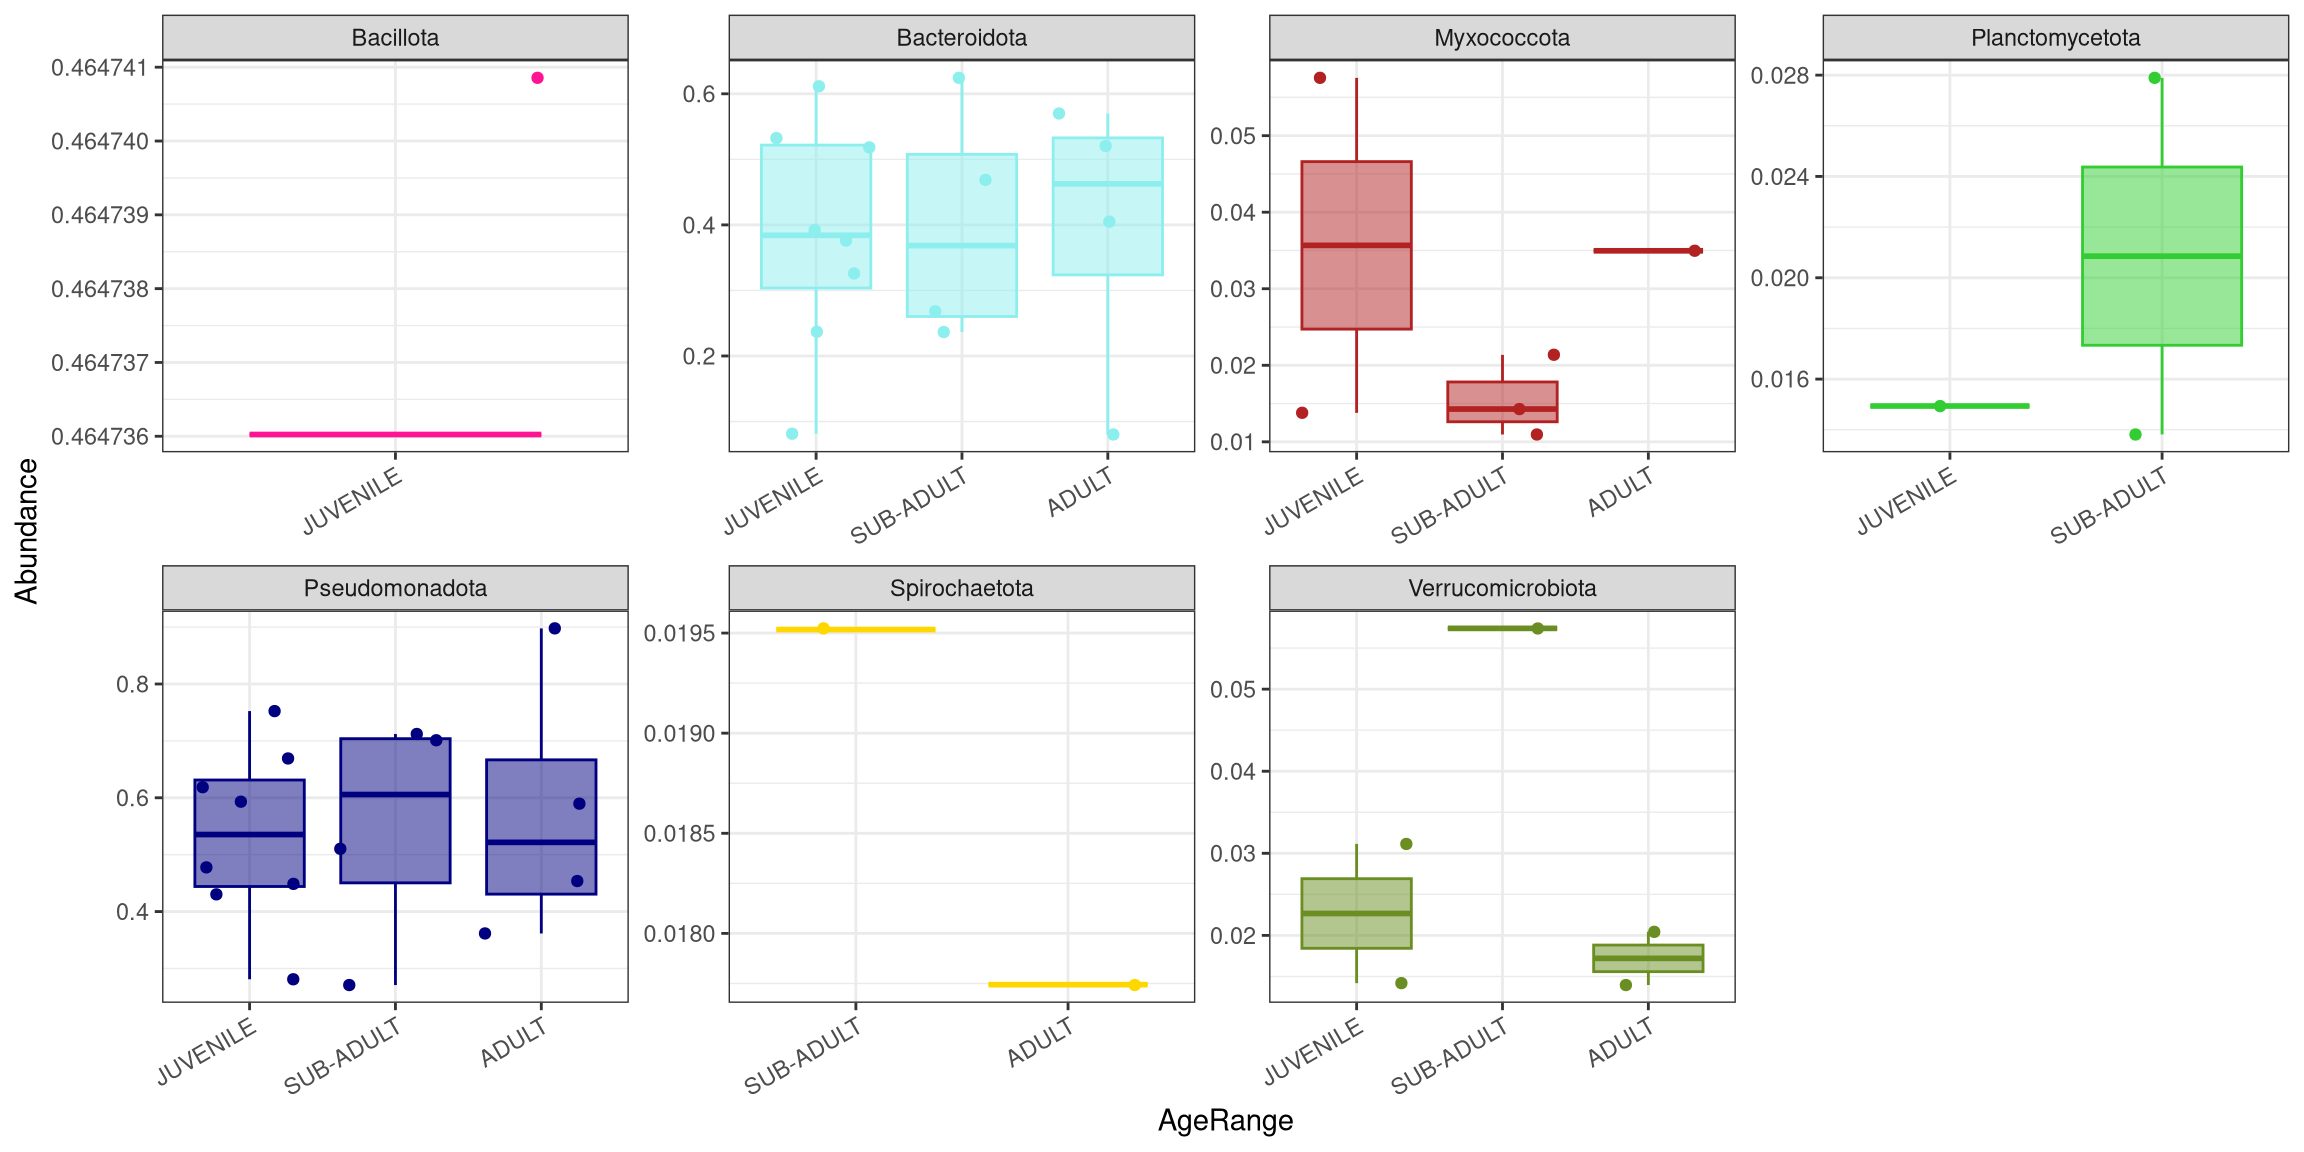 Bacillota
Bacteroidota
Myxococcota
Planctomycetota
0.464741
0.464740
0.464739
0.464738
0.464737
0.464736
JUVENILE
0.6
0.4
0.2
JUVENILE
SUB-ADULT
ADULT
0.05
0.04
0.03
0.02
0.01
JUVENILE
SUB-ADULT
ADULT
0.028
0.024
0.020
0.016
JUVENILE
SUB-ADULT
Abundance
Pseudomonadota
Spirochaetota
Verrucomicrobiota
0.8
0.6
0.4
JUVENILE
SUB-ADULT
ADULT
0.0195
0.0190
0.0185
0.0180
SUB-ADULT
ADULT
0.05
0.04
0.03
0.02
JUVENILE
SUB-ADULT
ADULT
AgeRange